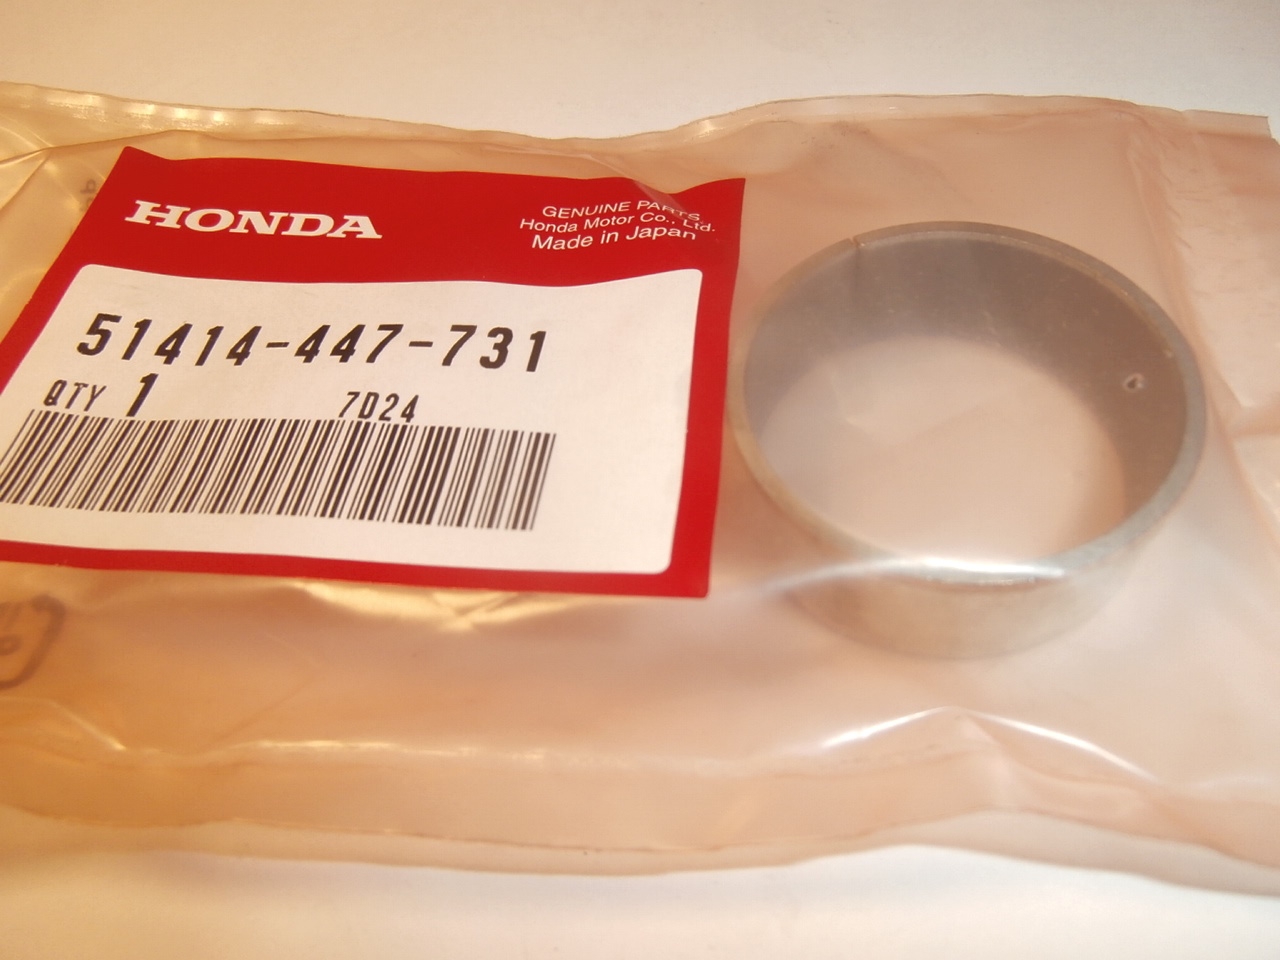 HONDA
GENUINE PARTS
Honda Motor Co., Ltd.
Made in Japan
51414-447-731
QTY 1 7D24